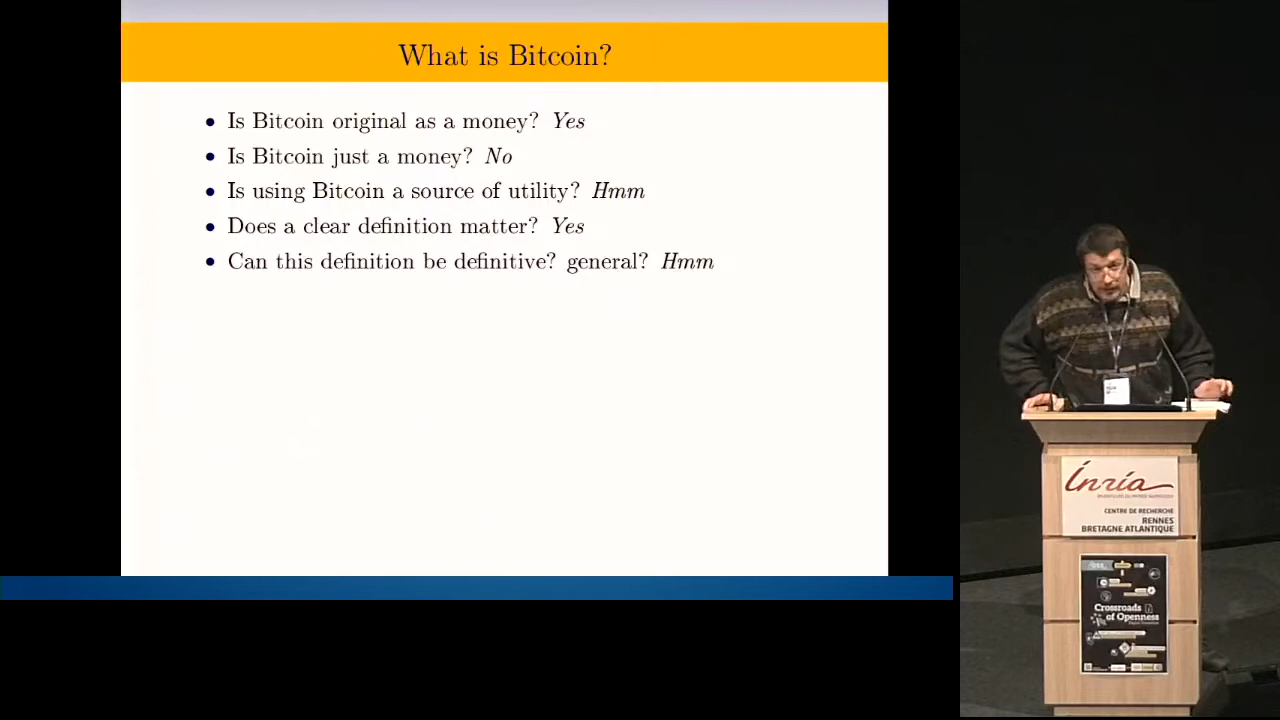 What is Bitcoin?
• Is Bitcoin original as a money? Yes
• Is Bitcoin just a money? No
• Is using Bitcoin a source of utility? Hmm
• Does a clear definition matter? Yes
• Can this definition be definitive? general? Hmm
Inria
CENTRE DE RECHERCHE
RENNES
BRETAGNE ATLANTIQUE
Crossroads
of Openness